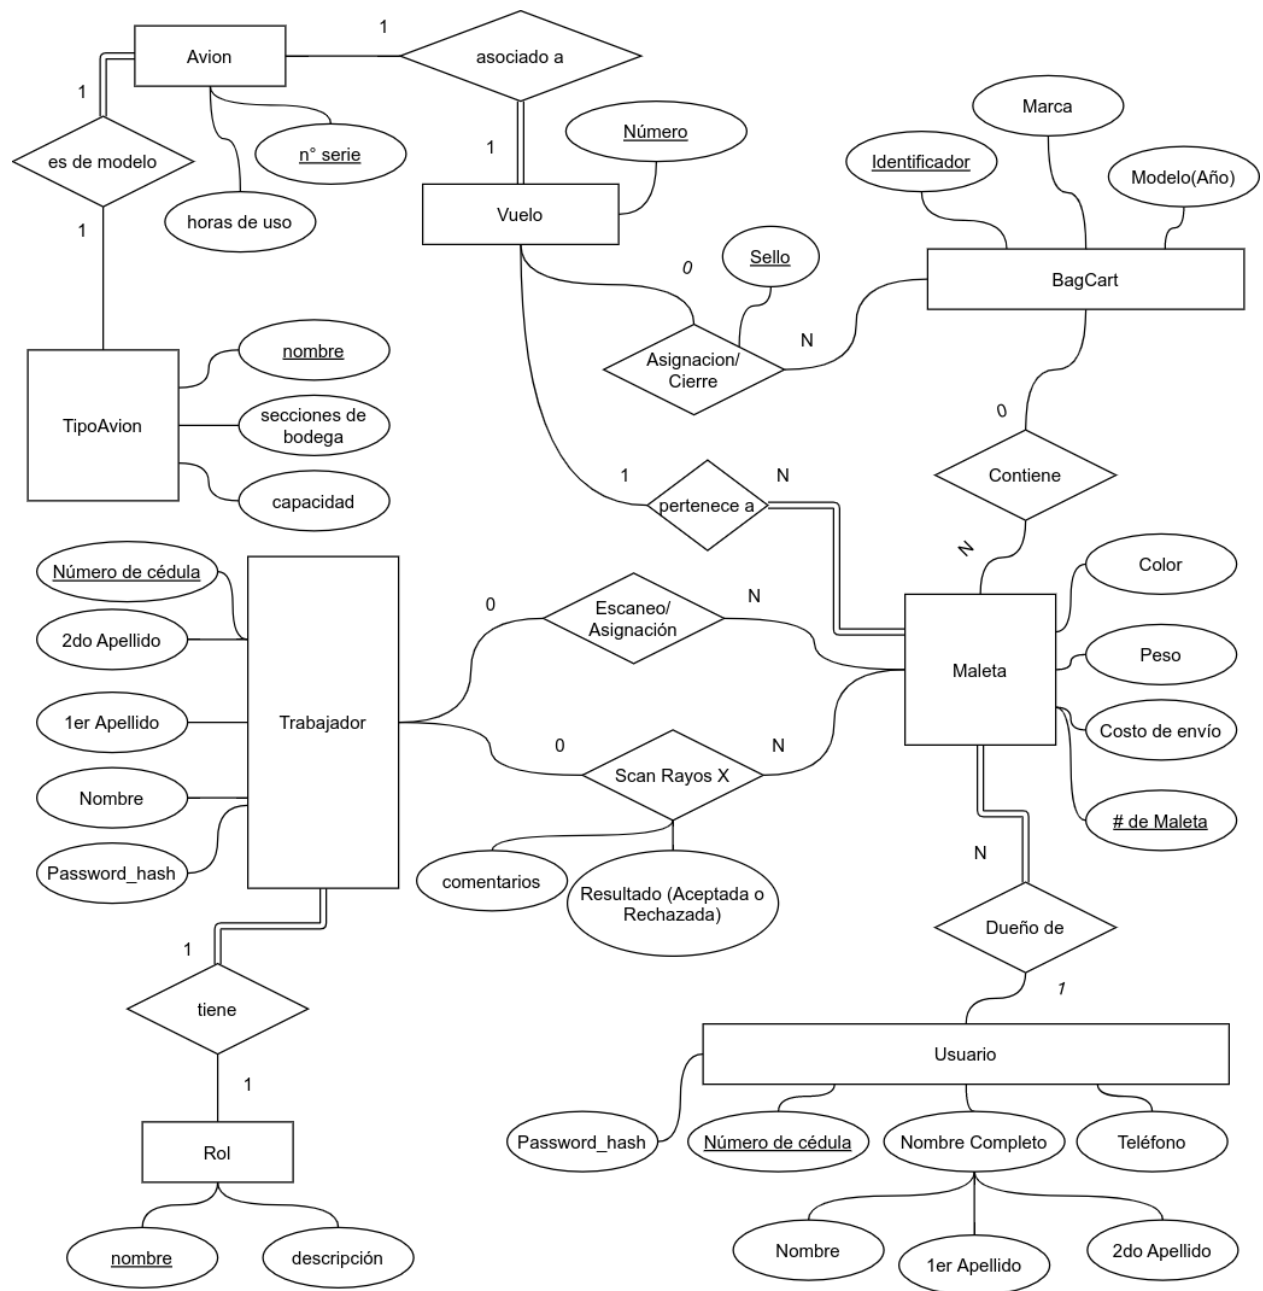 1
Avion
asociado a
1
Marca
Número
es de modelo
n° serie
1
Identificador
Modelo(Año)
horas de uso
Vuelo
1
Sello
0
BagCart
nombre
N
Asignacion/
Cierre
TipoAvion
secciones de
bodega
0
capacidad
1
N
Contiene
pertenece a
N
Número de cédula
Color
0
Escaneo/
Asignación
N
2do Apellido
Peso
Maleta
1er Apellido
Trabajador
Costo de envío
0
N
Scan Rayos X
Nombre
# de Maleta
Password_hash
comentarios
Resultado (Aceptada o
Rechazada)
N
Dueño de
1
tiene
1
Usuario
1
Rol
Password_hash
Número de cédula
Nombre Completo
Teléfono
nombre
descripción
Nombre
1er Apellido
2do Apellido